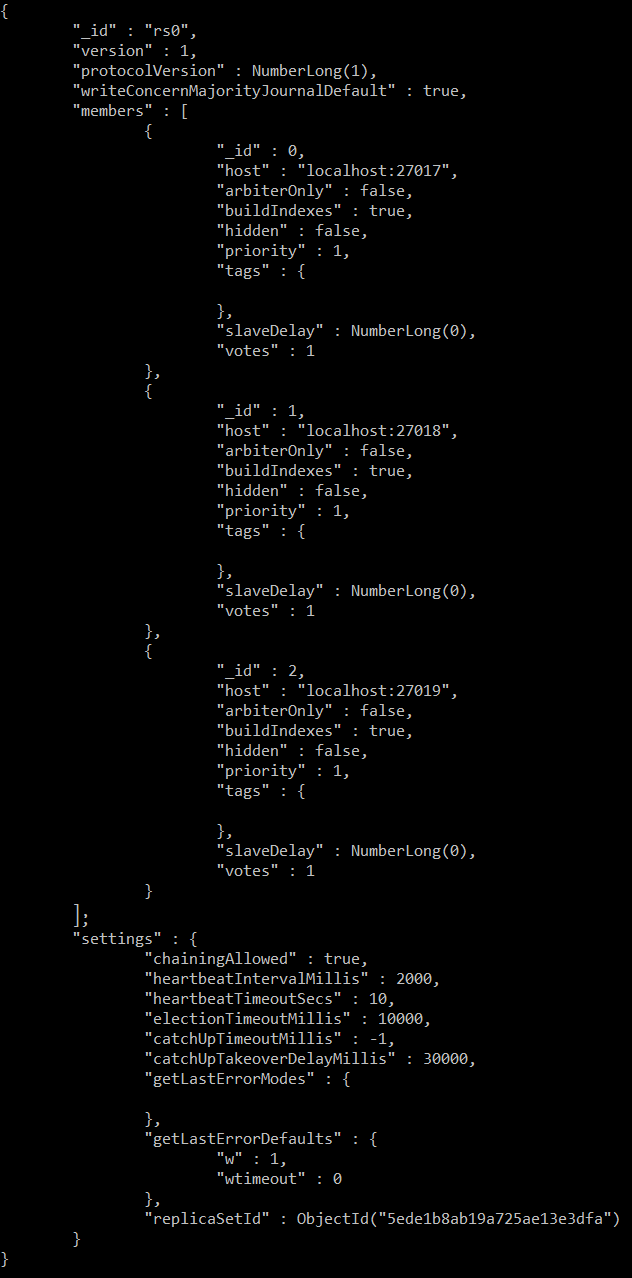 {
        "_id" : "rs0",
        "version" : 1,
        "protocolVersion" : NumberLong(1),
        "writeConcernMajorityJournalDefault" : true,
        "members" : [
                {
                        "_id" : 0,
                        "host" : "localhost:27017",
                        "arbiterOnly" : false,
                        "buildIndexes" : true,
                        "hidden" : false,
                        "priority" : 1,
                        "tags" : {

                        },
                        "slaveDelay" : NumberLong(0),
                        "votes" : 1
                },
                {
                        "_id" : 1,
                        "host" : "localhost:27018",
                        "arbiterOnly" : false,
                        "buildIndexes" : true,
                        "hidden" : false,
                        "priority" : 1,
                        "tags" : {

                        },
                        "slaveDelay" : NumberLong(0),
                        "votes" : 1
                },
                {
                        "_id" : 2,
                        "host" : "localhost:27019",
                        "arbiterOnly" : false,
                        "buildIndexes" : true,
                        "hidden" : false,
                        "priority" : 1,
                        "tags" : {

                        },
                        "slaveDelay" : NumberLong(0),
                        "votes" : 1
                }
        ];
        "settings" : {
                "chainingAllowed" : true,
                "heartbeatIntervalMillis" : 2000,
                "heartbeatTimeoutSecs" : 10,
                "electionTimeoutMillis" : 10000,
                "catchUpTimeoutMillis" : -1,
                "catchUpTakeoverDelayMillis" : 30000,
                "getLastErrorModes" : {

                },
                "getLastErrorDefaults" : {
                        "w" : 1,
                        "wtimeout" : 0
                },
                "replicaSetId" : ObjectId("5ede1b8ab19a725ae13e3dfa")
        }
}